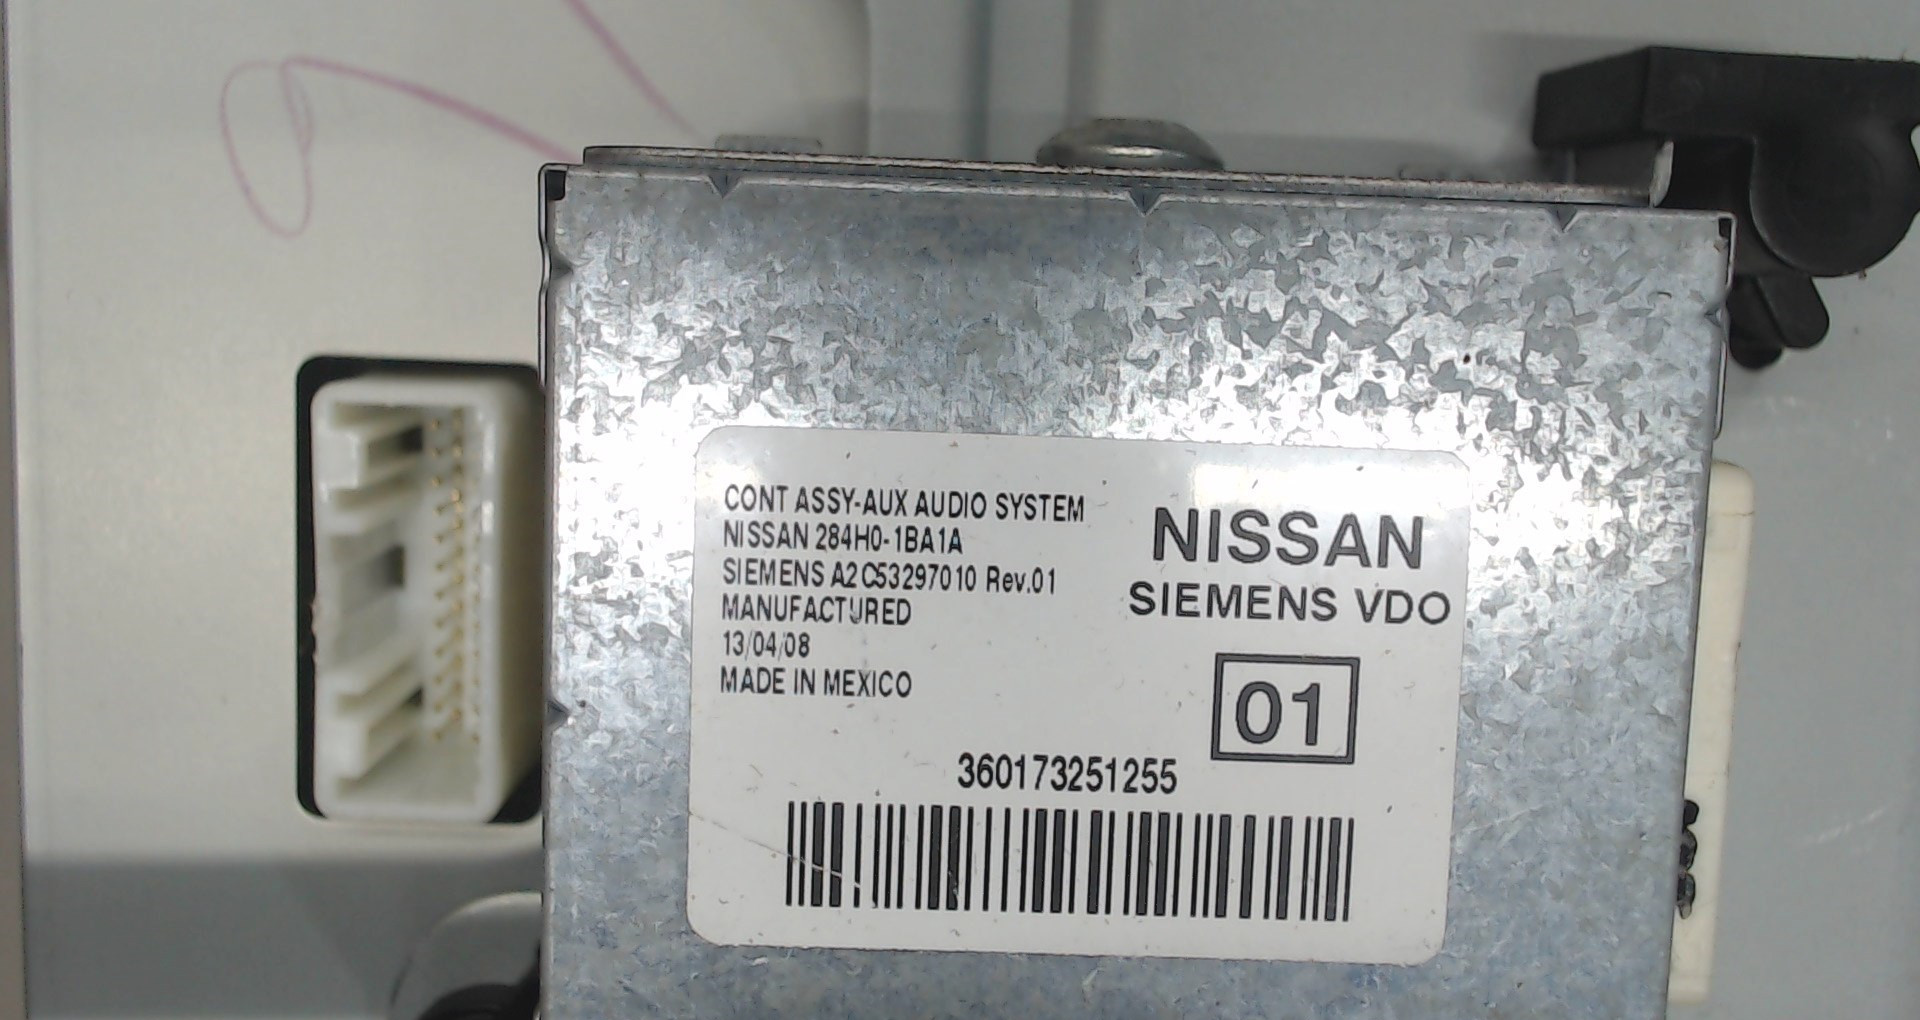 CONT ASSY-AUX AUDIO SYSTEM
NISSAN 284H0-1BA1A
SIEMENS A2C53297010 Rev.01
MANUFACTURED
13/04/08
MADE IN MEXICO
NISSAN
SIEMENS VDO
01
360173251255